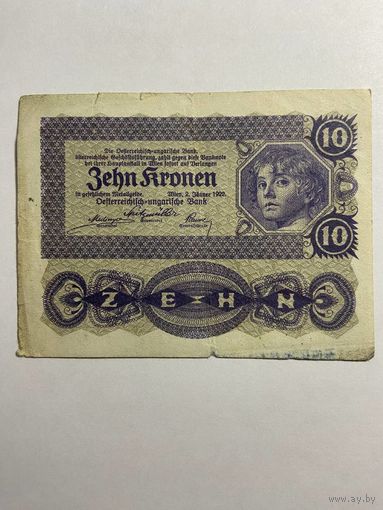 10
Die Oesterreichisch-ungarische Bank,
österreichische Geschäftsführung, zahlt gegen diese Banknote
bei ihrer Hauptanstalt in Wien sofort auf Verlangen
Zehn Kronen
in gesetzlichem Metallgelde. Wien, 2. Jänner 1922.
Oesterreichisch-ungarische Bank
10
ZEHN
ay.by